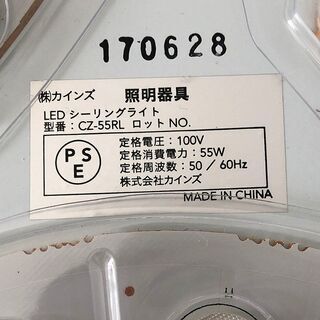 170628
㈱カインズ 照明器具
LED シーリングライト
型番：CZ-55RL ロット NO.
PSE
定格電圧：100V
定格消費電力：55W
定格周波数：50／60Hz
株式会社カインズ
MADE IN CHINA